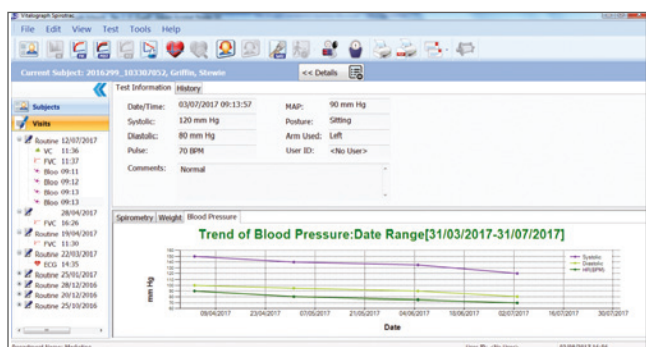 Vitalograph Spirotrac
File Edit View Test Tools Help
Current Subject: 2016299_103307052, Griffin, Stewie
<< Details
Test Information History
Subjects
Visits
Date/Time: 03/07/2017 09:13:57
MAP: 90 mm Hg
Systolic: 120 mm Hg
Posture: Sitting
Diastolic: 80 mm Hg
Arm Used: Left
Pulse: 70 BPM
User ID: <No User>
Comments: Normal
Routine 12/07/2017
VC 11:36
FVC 11:37
Bloo 09:11
Bloo 09:12
Bloo 09:13
Bloo 09:13
28/04/2017
FVC 16:26
Routine 19/04/2017
FVC 11:30
Routine 22/03/2017
ECG 14:35
Routine 25/01/2017
Routine 28/12/2016
Routine 20/12/2016
Routine 25/10/2016
Spirometry Weight Blood Pressure
Trend of Blood Pressure:Date Range[31/03/2017-31/07/2017]
mm Hg
Systolic
Diastolic
HR(BPM)
09/04/2017 23/04/2017 07/05/2017 21/05/2017 04/06/2017 18/06/2017 02/07/2017 16/07/2017 30/07/2017
Date